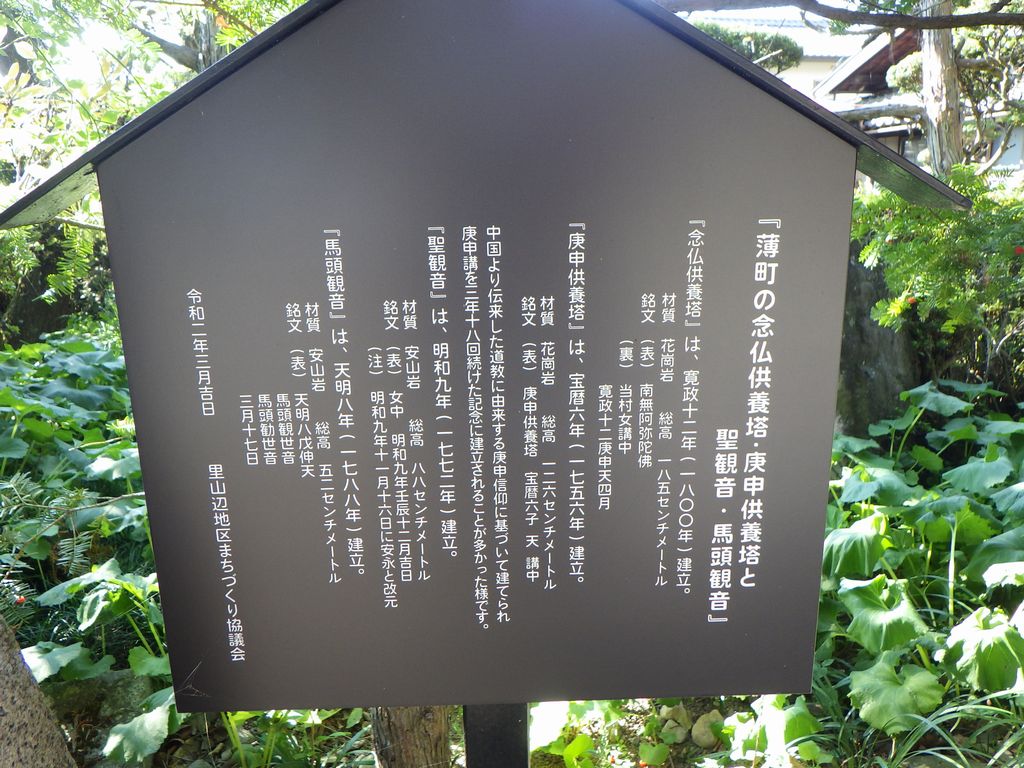 『薄町の念仏供養塔・庚申供養塔と
聖観音・馬頭観音』
『念仏供養塔』は、寛政十二年(一八〇〇年)建立。
材質 花崗岩 総高 一八五センチメートル
銘文 (表) 南無阿弥陀佛
(裏) 当村女講中
寛政十二庚申天四月
『庚申供養塔』は、宝暦六年(一七五六年)建立。
材質 花崗岩 総高 一二六センチメートル
銘文 (表) 庚申供養塔 宝暦六子 天 講中
中国より伝来した道教に由来する庚申信仰に基づいて建てられ
庚申講を三年十八回続けた記念に建立されることが多かった様です。
『聖観音』は、明和九年(一七七二年)建立。
材質 安山岩 総高 八八センチメートル
銘文 (表) 女中 明和九年壬辰十二月吉日
(注) 明和九年十一月十六日に安永と改元
『馬頭観音』は、天明八年(一七八八年)建立。
材質 安山岩 総高 五二センチメートル
銘文 (表) 天明八戊伸天
馬頭観世音
馬頭勧世音
三月十七日
令和二年三月吉日
里山辺地区まちづくり協議会